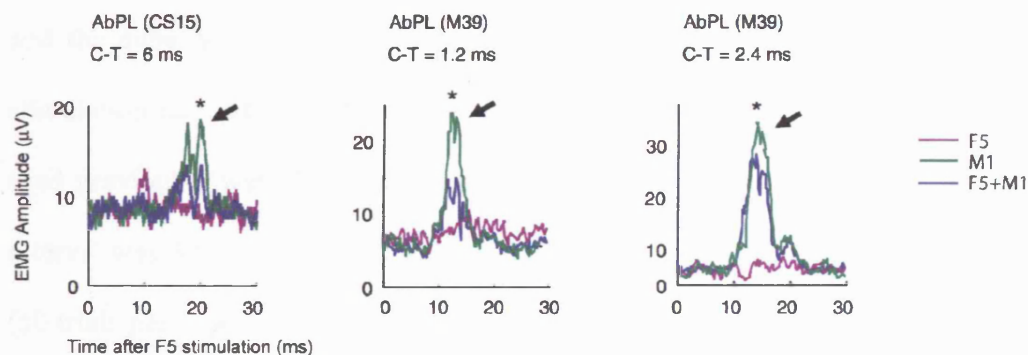 AbPL (CS15)
C-T = 6 ms
AbPL (M39)
C-T = 1.2 ms
AbPL (M39)
C-T = 2.4 ms
*
*
*
EMG Amplitude (µV)
20
10
0
0 10 20 30
20
10
0
0 10 20 30
30
20
10
0
0 10 20 30
F5
M1
F5+M1
Time after F5 stimulation (ms)